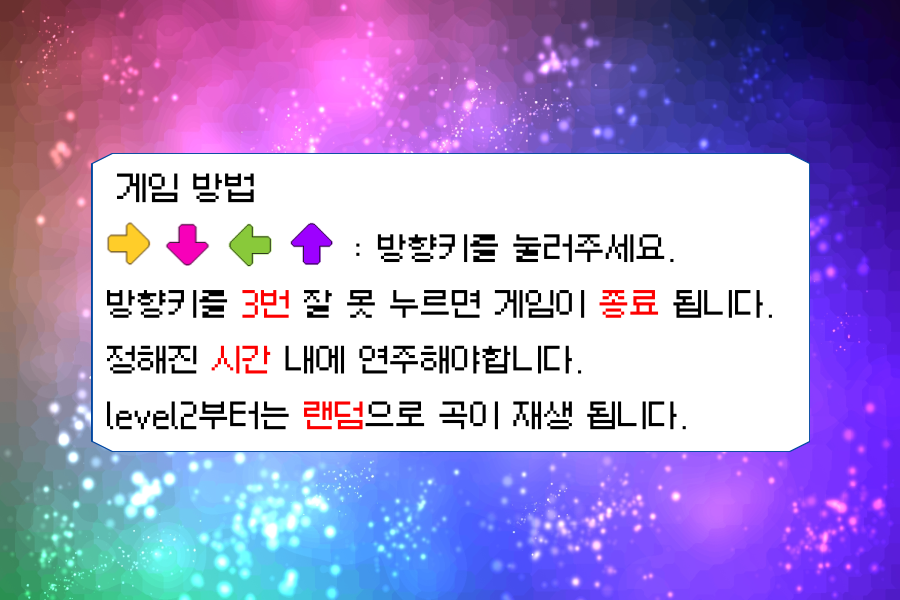 게임 방법
: 방향키를 눌러주세요.
방향키를 3번 잘 못 누르면 게임이 종료 됩니다.
정해진 시간 내에 연주해야합니다.
level2부터는 랜덤으로 곡이 재생 됩니다.